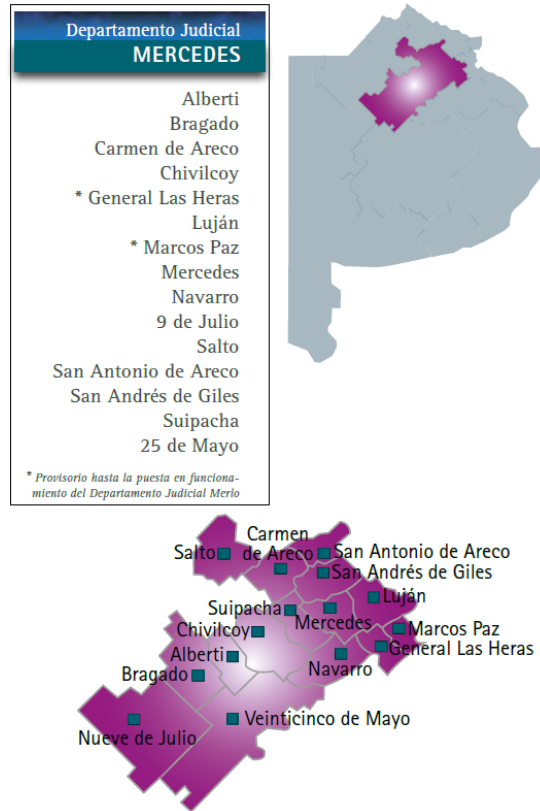 Departamento Judicial
MERCEDES
Alberti
Bragado
Carmen de Areco
Chivilcoy
* General Las Heras
Luján
* Marcos Paz
Mercedes
Navarro
9 de Julio
Salto
San Antonio de Areco
San Andrés de Giles
Suipacha
25 de Mayo
* Provisorio hasta la puesta en funciona-
miento del Departamento Judicial Merlo
Carmen
de Areco
Salto
San Antonio de Areco
San Andrés de Giles
Luján
Suipacha
Mercedes
Marcos Paz
Chivilcoy
General Las Heras
Alberti
Navarro
Bragado
Veinticinco de Mayo
Nueve de Julio